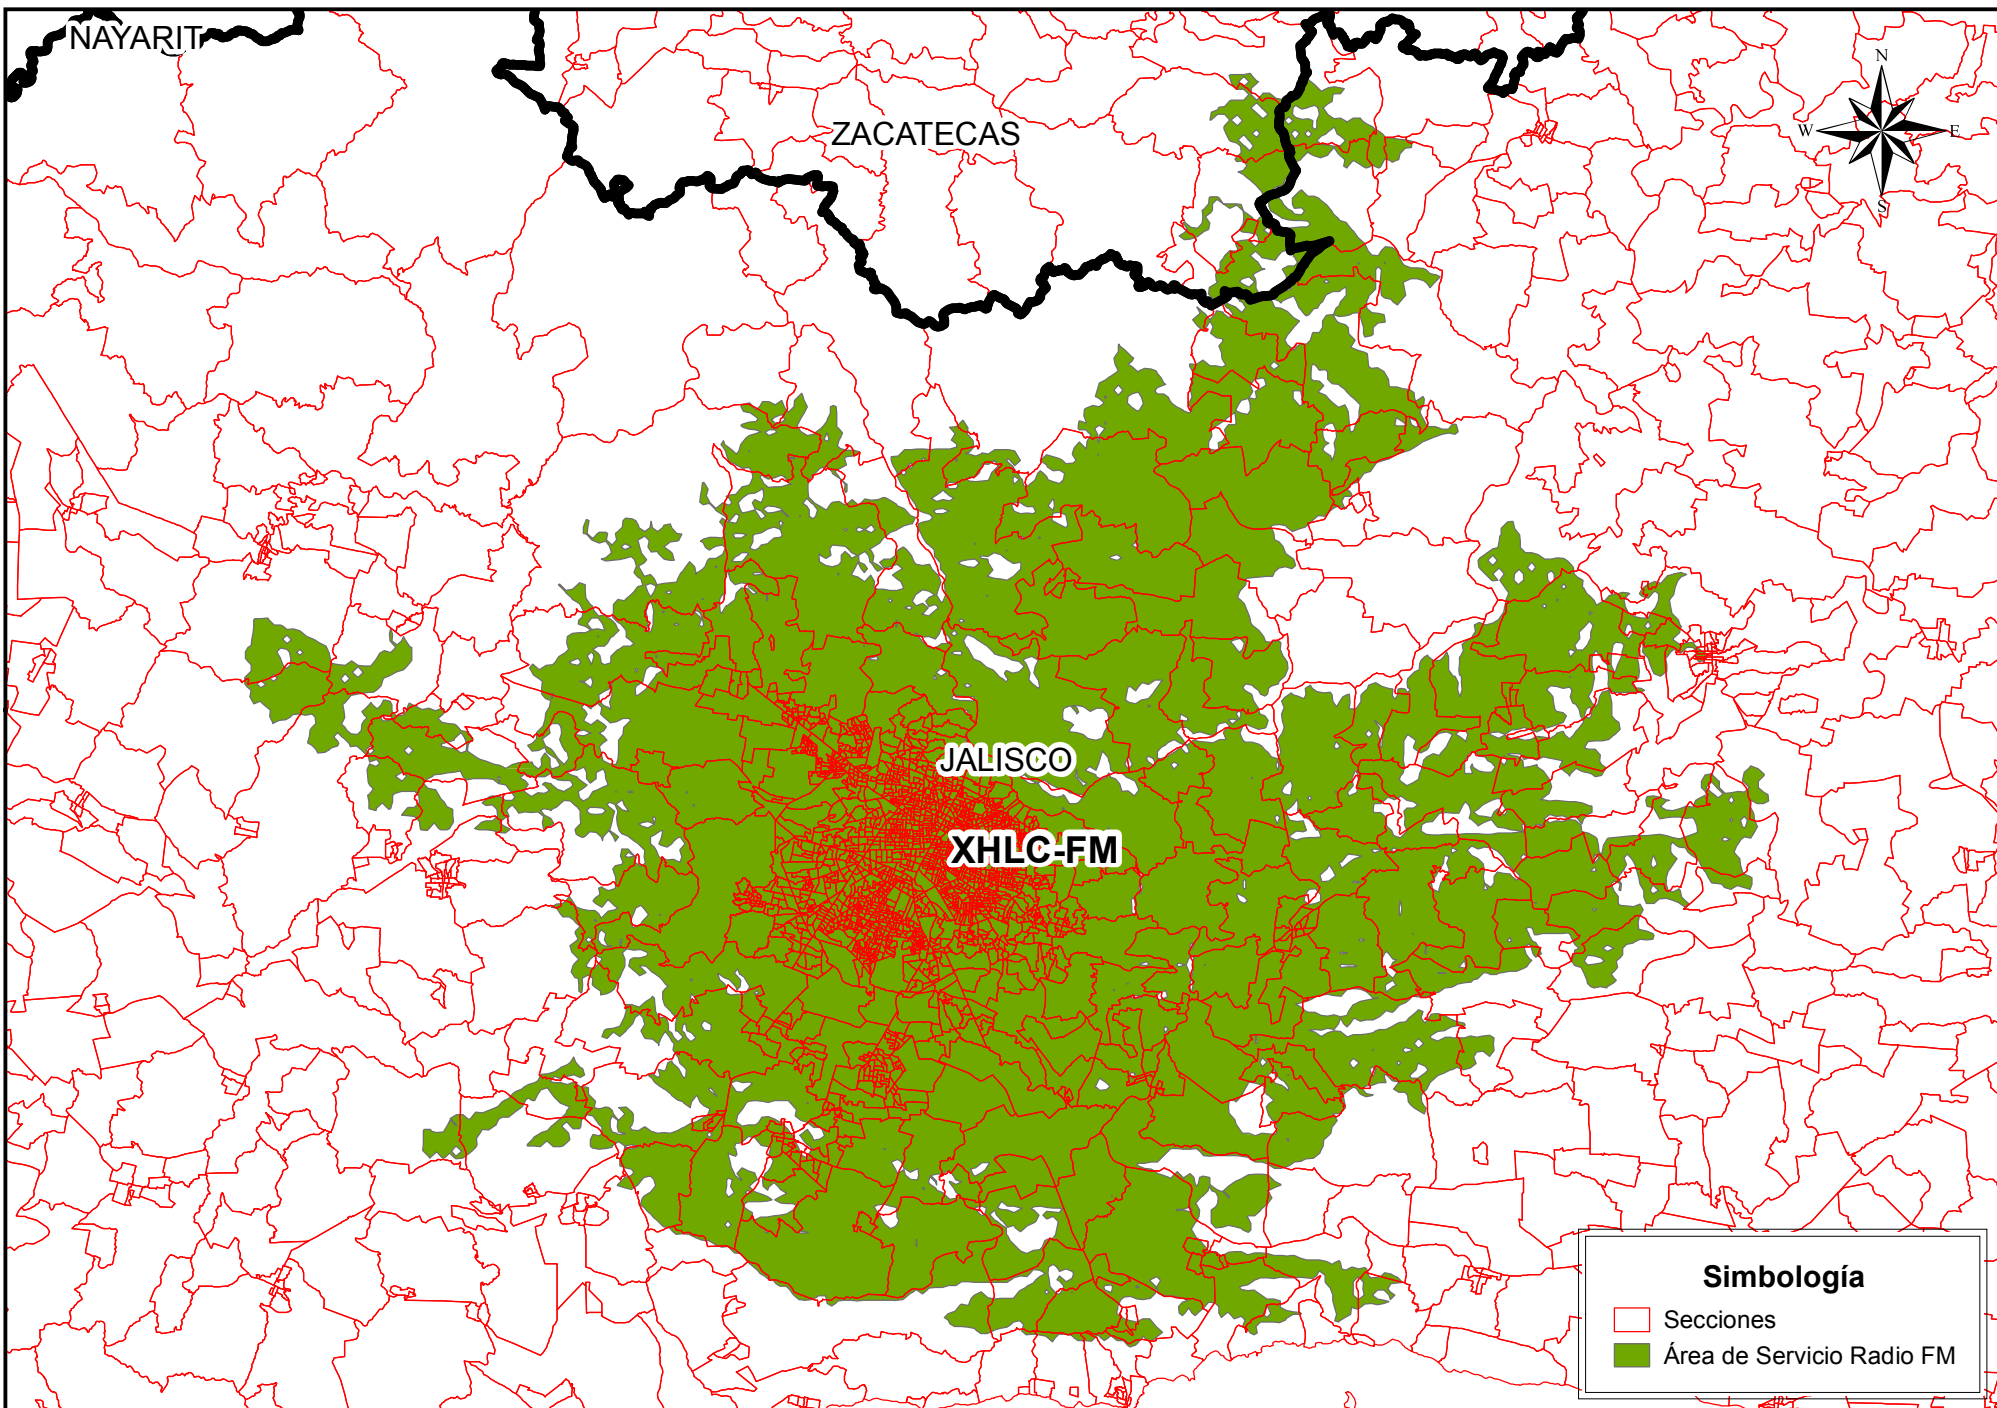 NAYARIT
ZACATECAS
N
W
E
S
JALISCO
XHLC-FM
Simbología
Secciones
Área de Servicio Radio FM